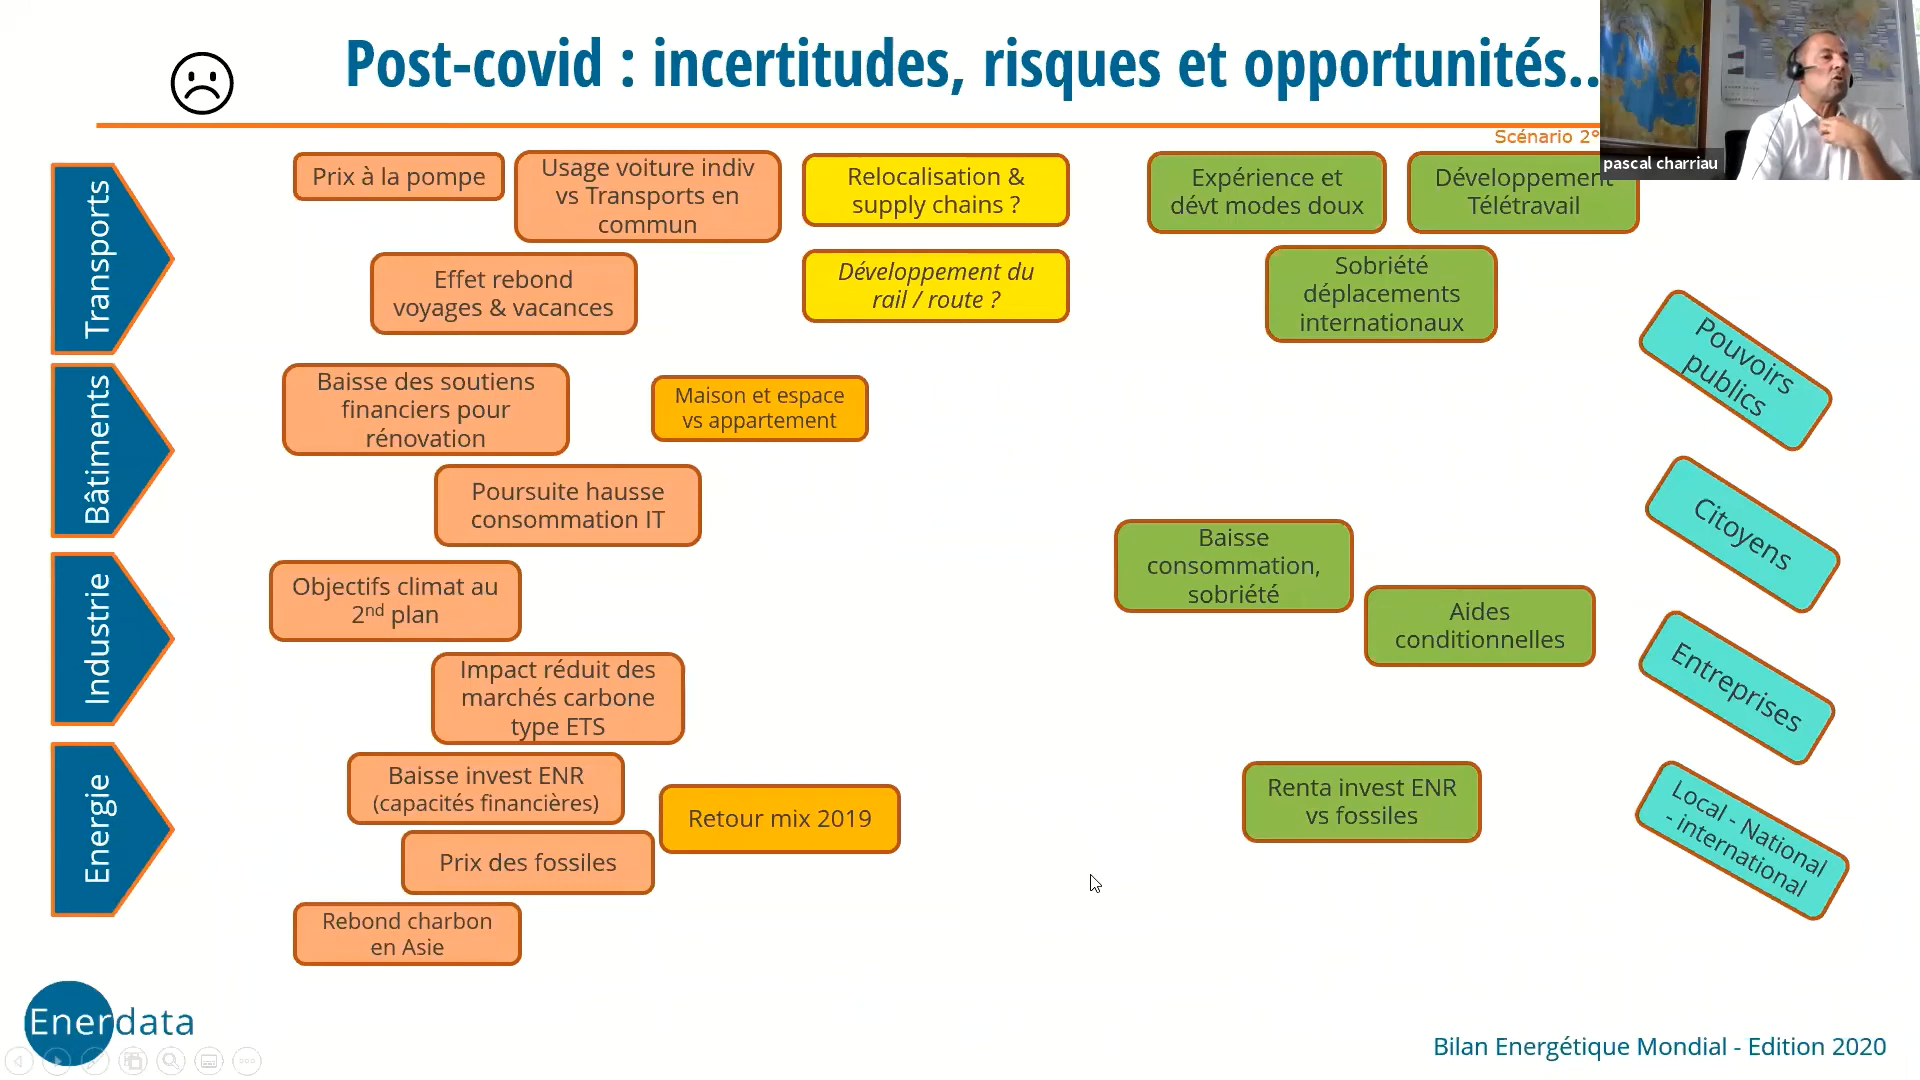 Post-covid : incertitudes, risques et opportunités..
Scénario 2°
pascal charriau
Transports
Prix à la pompe
Usage voiture indiv
vs Transports en
commun
Relocalisation &
supply chains ?
Expérience et
dévt modes doux
Développement
Télétravail
Effet rebond
voyages & vacances
Développement du
rail / route ?
Sobriété
déplacements
internationaux
Bâtiments
Baisse des soutiens
financiers pour
rénovation
Maison et espace
vs appartement
Poursuite hausse
consommation IT
Industrie
Objectifs climat au
2nd plan
Impact réduit des
marchés carbone
type ETS
Baisse
consommation,
sobriété
Aides
conditionnelles
Energie
Baisse invest ENR
(capacités financières)
Retour mix 2019
Prix des fossiles
Rebond charbon
en Asie
Renta invest ENR
vs fossiles
Pouvoirs
publics
Citoyens
Entreprises
Local - National
- international
Enerdata
Bilan Energétique Mondial - Edition 2020